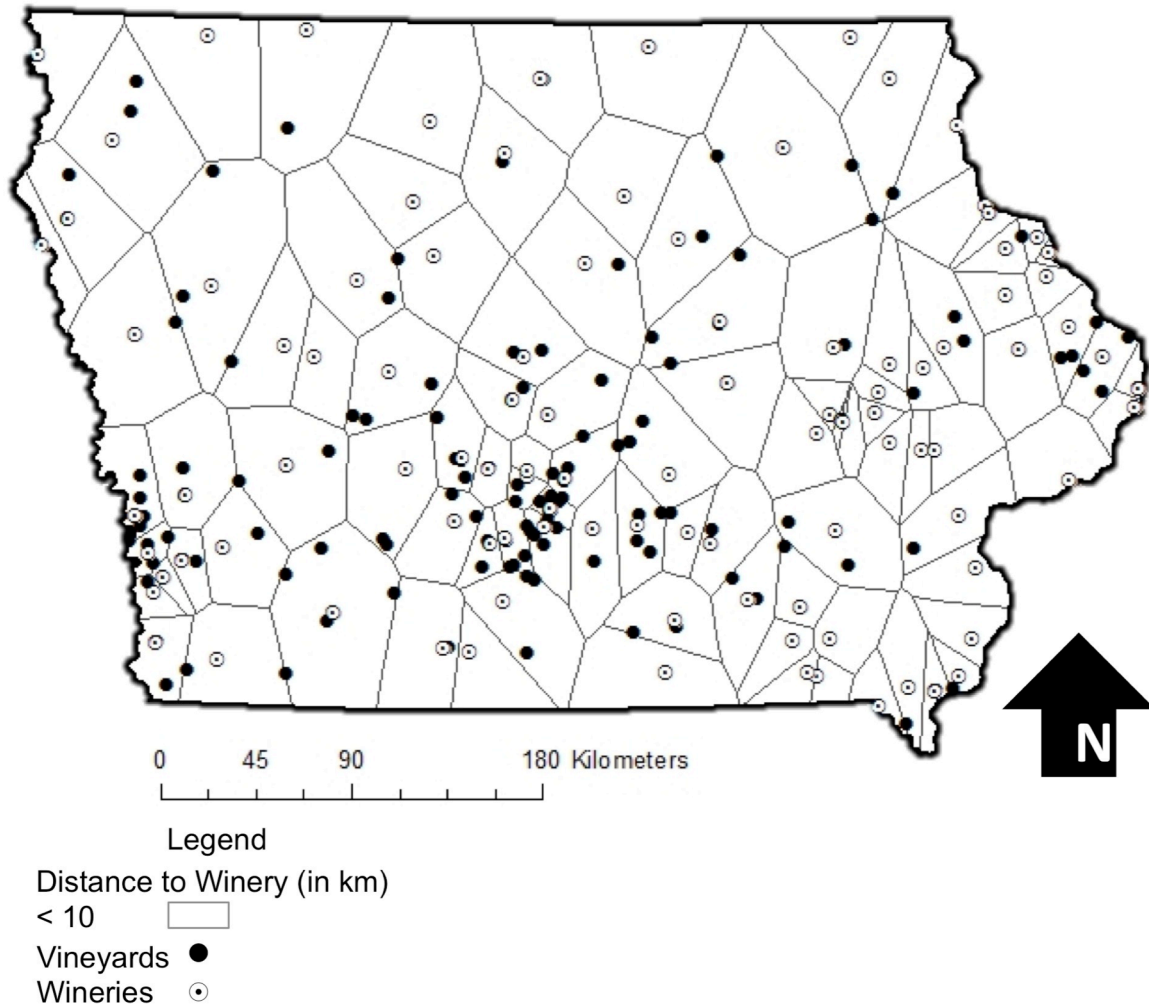 N
0 45 90 180 Kilometers
Legend
Distance to Winery (in km)
< 10
Vineyards
Wineries